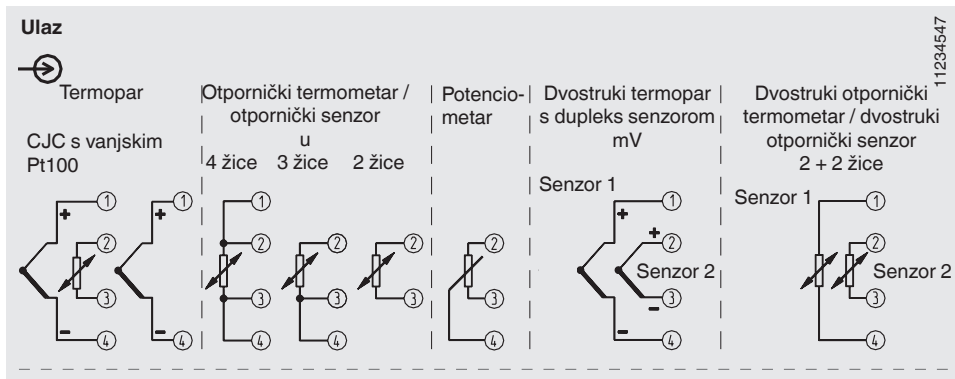 Ulaz
11234547
Termopar
CJC s vanjskim
Pt100
Otpornički termometar /
otpornički senzor
u
4 žice 3 žice 2 žice
Potencio-
metar
Dvostruki termopar
s dupleks senzorom
mV
Dvostruki otpornički
termometar / dvostruki
otpornički senzor
2 + 2 žice
1
+
2
3
−
4
1
+
−
4
1
2
3
4
2
3
4
2
3
2
3
4
Senzor 1
1
+
+
2
Senzor 2
3
−
−
4
Senzor 1
1
2
Senzor 2
3
4